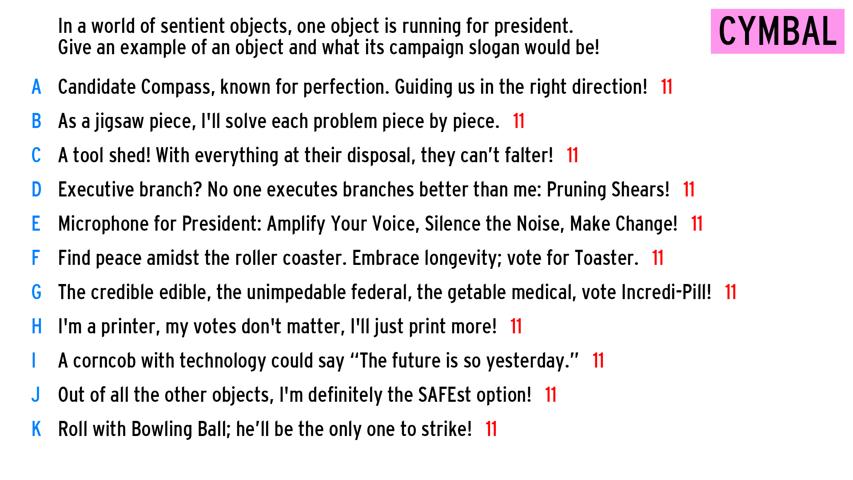 In a world of sentient objects, one object is running for president.
CYMBAL
Give an example of an object and what its campaign slogan would be!
A Candidate Compass, known for perfection. Guiding us in the right direction! 11
B As a jigsaw piece, I'll solve each problem piece by piece. 11
C A tool shed! With everything at their disposal, they can't falter! 11
D Executive branch? No one executes branches better than me: Pruning Shears! 11
E Microphone for President: Amplify Your Voice, Silence the Noise, Make Change! 11
F Find peace amidst the roller coaster. Embrace longevity; vote for Toaster. 11
G The credible edible, the unimpedable federal, the getable medical, vote Incredi-Pill! 11
H I'm a printer, my votes don't matter, I'll just print more! 11
I A corncob with technology could say “The future is so yesterday.” 11
J Out of all the other objects, I'm definitely the SAFEst option! 11
K Roll with Bowling Ball; he’ll be the only one to strike! 11